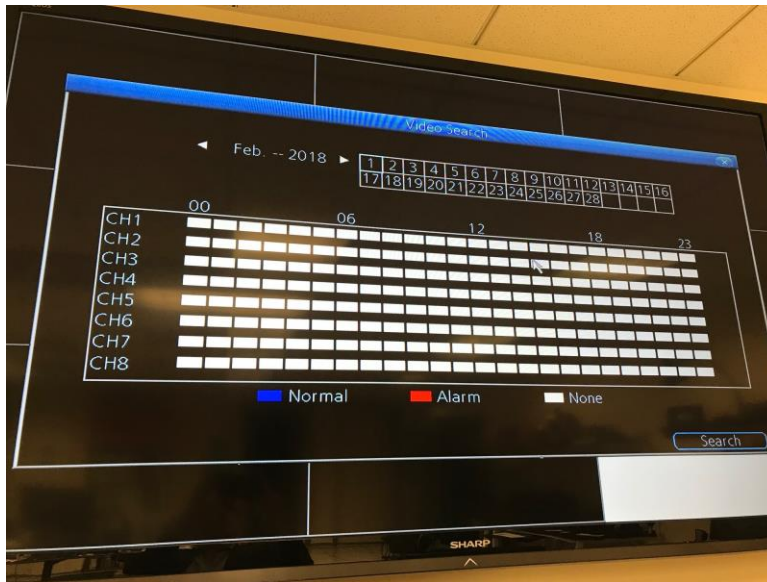 Video Search
Feb. -- 2018
1 2 3 4 5 6 7 8 9 10 11 12 13 14 15 16
17 18 19 20 21 22 23 24 25 26 27 28
00 06 12 18 23
CH1
CH2
CH3
CH4
CH5
CH6
CH7
CH8
Normal Alarm None
Search
SHARP